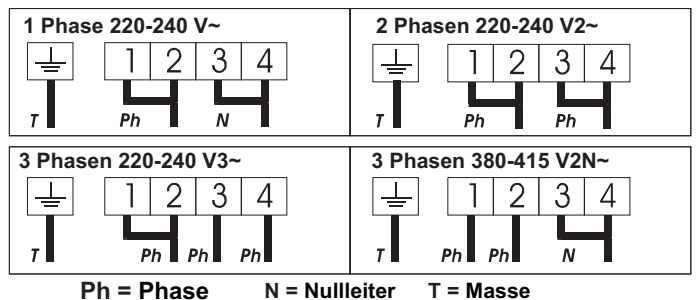 1 Phase 220-240 V~
1 2 3 4
T Ph N
2 Phasen 220-240 V2~
1 2 3 4
T Ph Ph
3 Phasen 220-240 V3~
1 2 3 4
T Ph Ph Ph
3 Phasen 380-415 V2N~
1 2 3 4
T Ph Ph N
Ph = Phase N = Nullleiter T = Masse